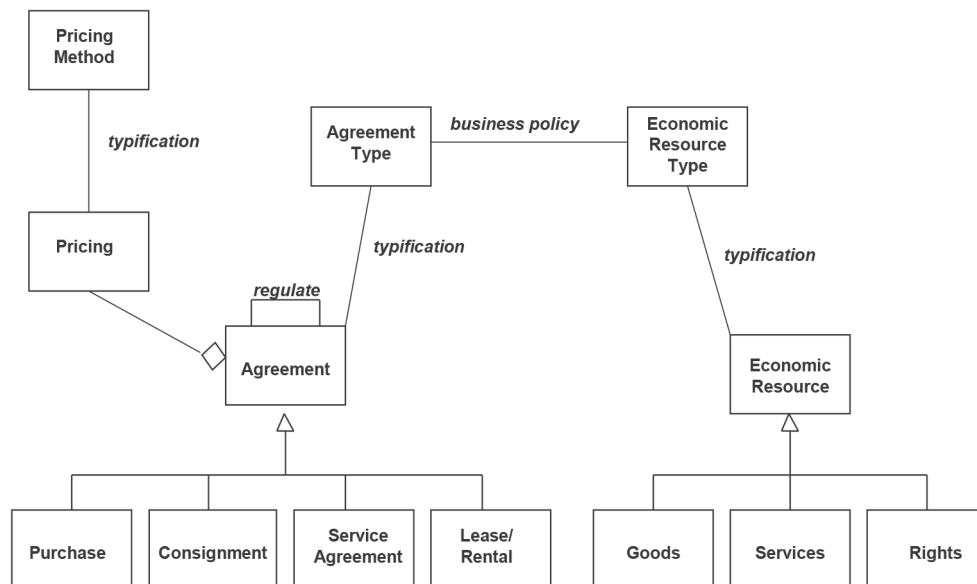 Pricing
Method
typification
Agreement
Type
business policy
Economic
Resource
Type
Pricing
typification
typification
regulate
Agreement
Economic
Resource
Purchase
Consignment
Service
Agreement
Lease/
Rental
Goods
Services
Rights